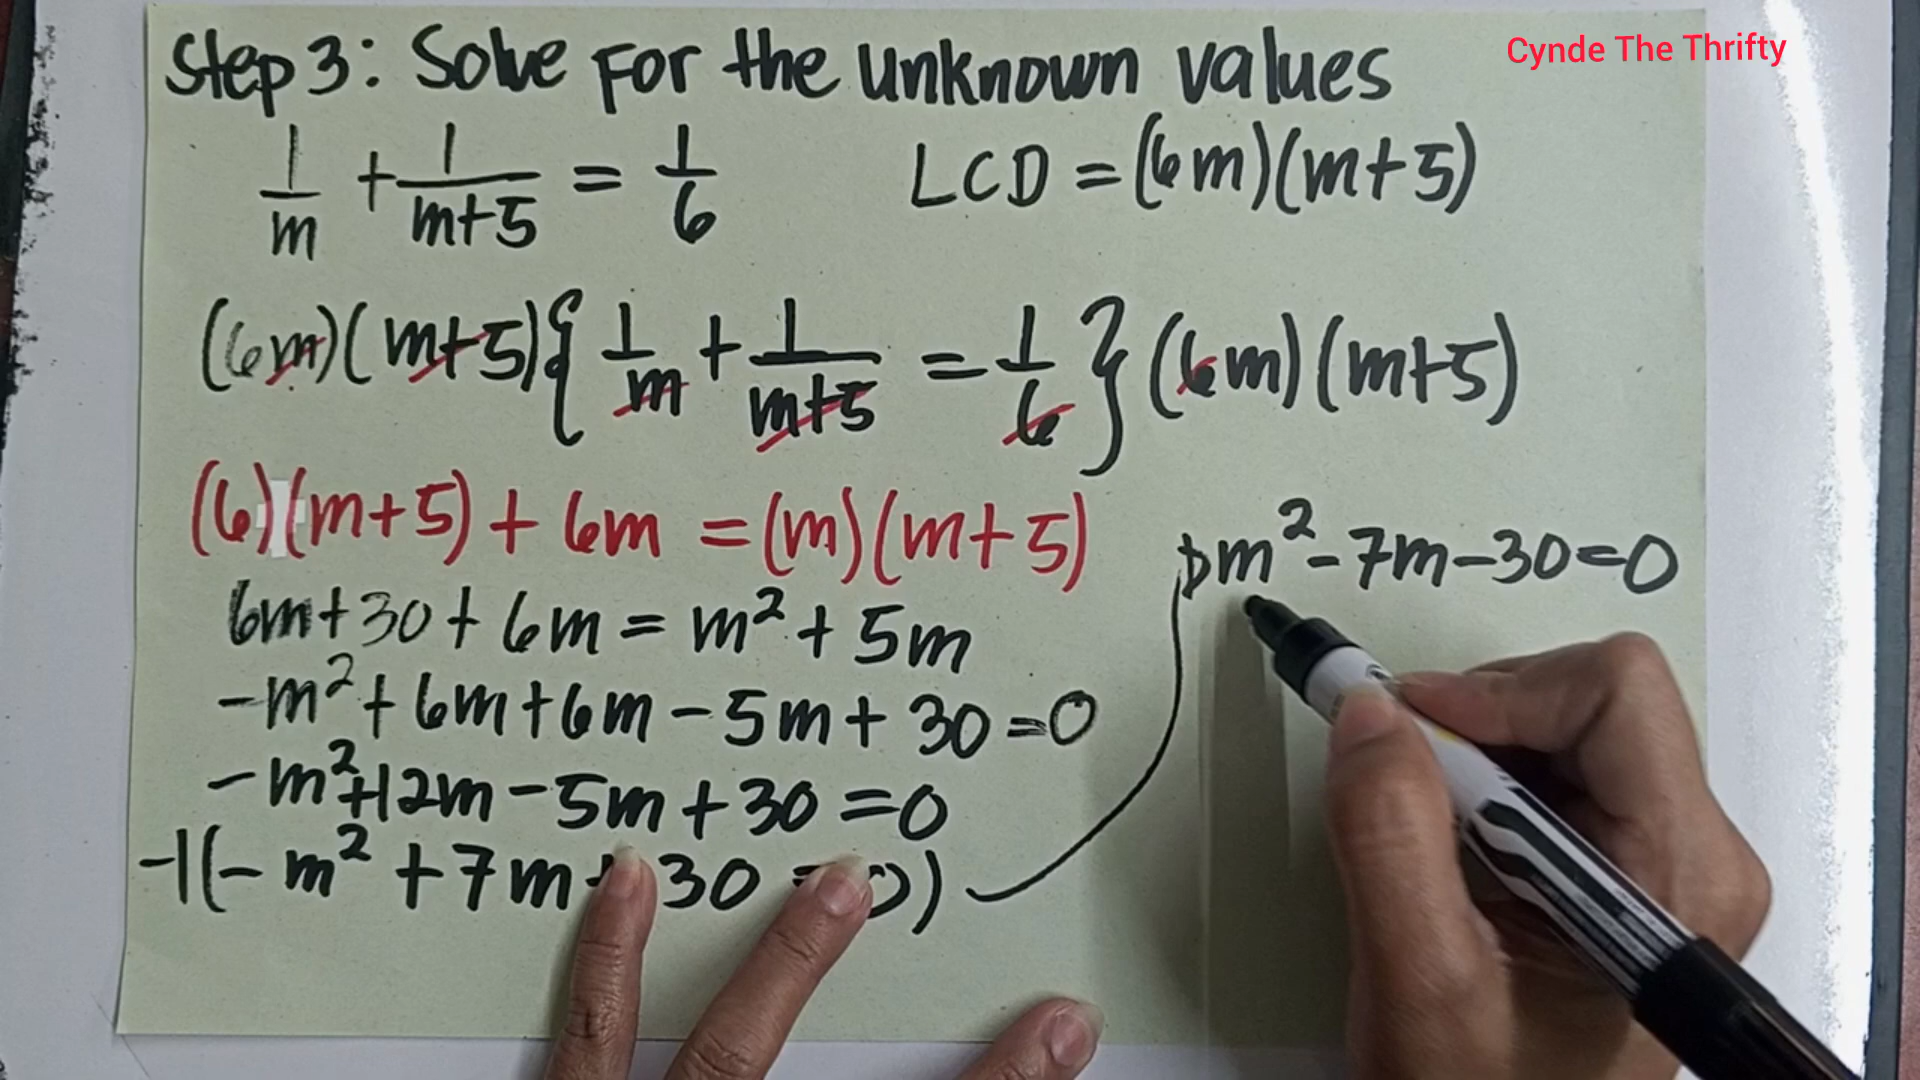 Cynde The Thrifty
Step 3: Solve For the unknown values
1/m + 1/m+5 = 1/6
LCD = (6m)(m+5)
(6m)(m+5){1/m + 1/m+5 = 1/6}(6m)(m+5)
(6)(m+5) + 6m = (m)(m+5)
6m+30+6m = m²+5m
-m²+6m+6m-5m+30=0
-m²+12m-5m+30=0
-1(-m²+7m+30=0)
m²-7m-30=0